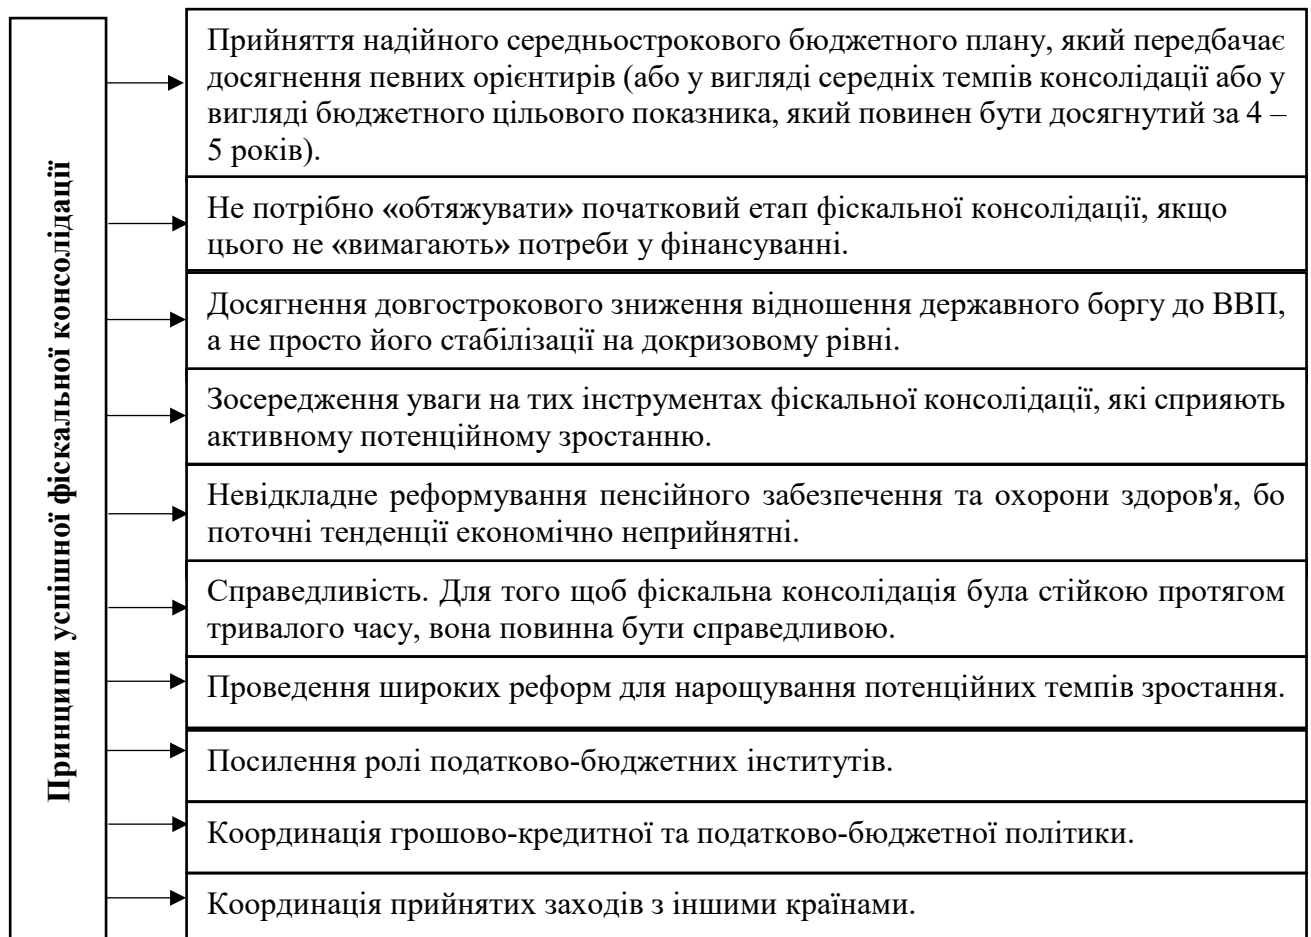 Принципи успішної фіскальної консолідації
Прийняття надійного середньострокового бюджетного плану, який передбачає
досягнення певних орієнтирів (або у вигляді середніх темпів консолідації або у
вигляді бюджетного цільового показника, який повинен бути досягнутий за 4 –
5 років).
Не потрібно «обтяжувати» початковий етап фіскальної консолідації, якщо
цього не «вимагають» потреби у фінансуванні.
Досягнення довгострокового зниження відношення державного боргу до ВВП,
а не просто його стабілізації на докризовому рівні.
Зосередження уваги на тих інструментах фіскальної консолідації, які сприяють
активному потенційному зростанню.
Невідкладне реформування пенсійного забезпечення та охорони здоров'я, бо
поточні тенденції економічно неприйнятні.
Справедливість. Для того щоб фіскальна консолідація була стійкою протягом
тривалого часу, вона повинна бути справедливою.
Проведення широких реформ для нарощування потенційних темпів зростання.
Посилення ролі податково-бюджетних інститутів.
Координація грошово-кредитної та податково-бюджетної політики.
Координація прийнятих заходів з іншими країнами.